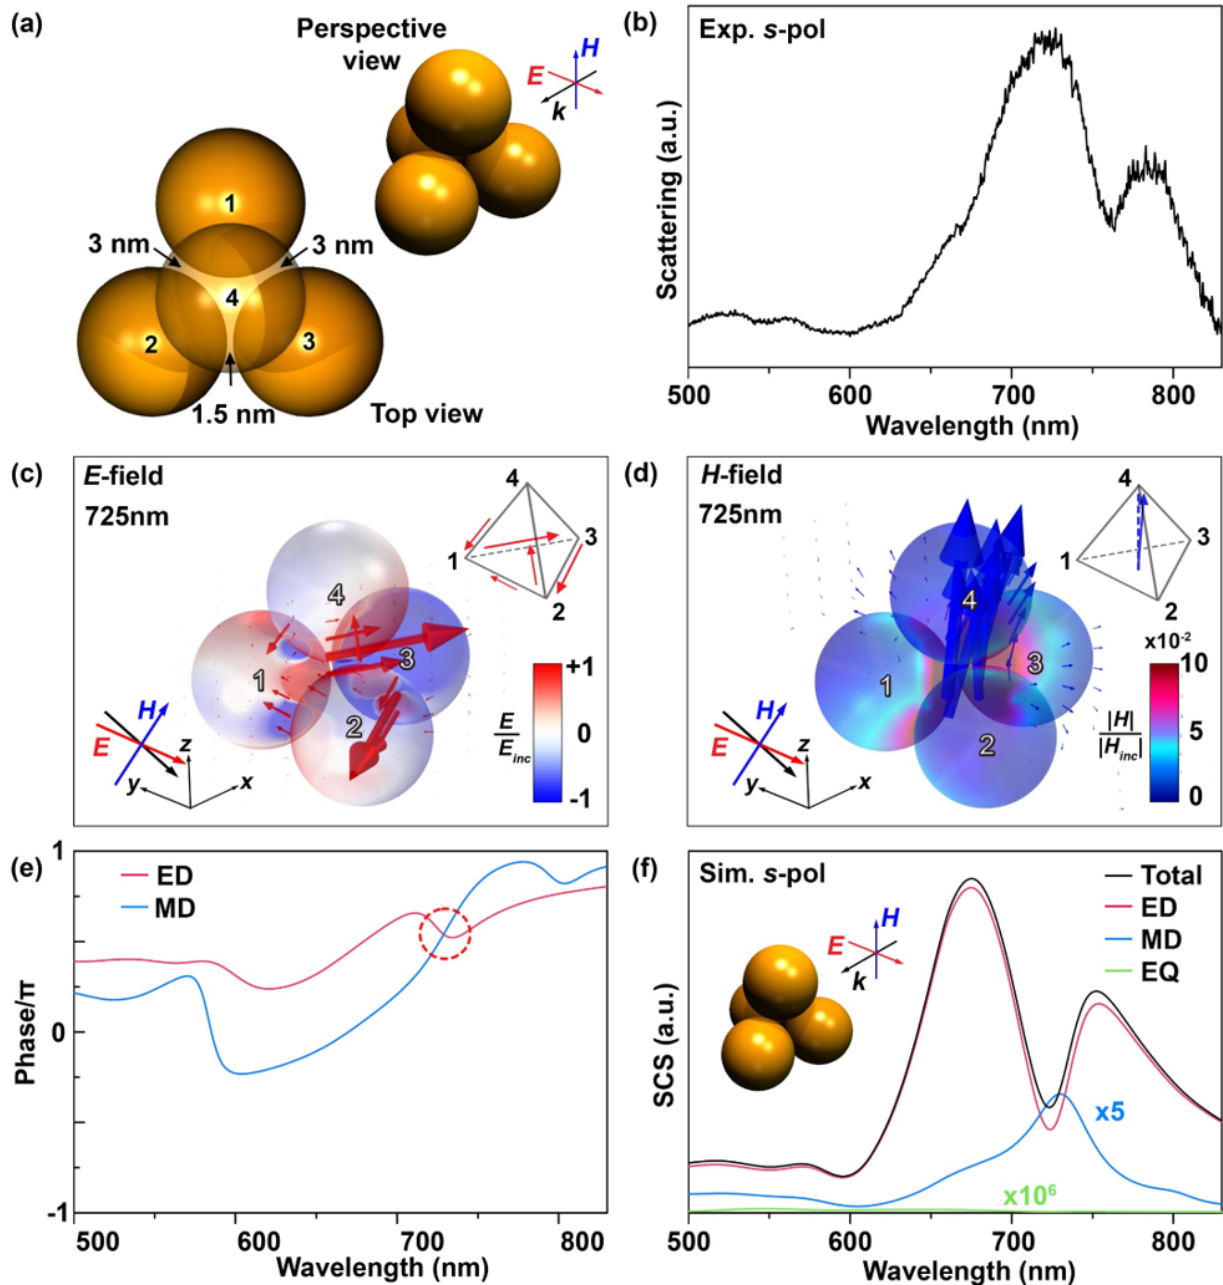 (a)
Perspective
view
H
E
k
1
3 nm
3 nm
4
2
3
1.5 nm
Top view
(b)
Exp. s-pol
Scattering (a.u.)
500
600
700
800
Wavelength (nm)
(c)
E-field
725nm
4
1
3
2
4
3
1
2
H
E
z
y
x
+1
0
-1
E
E_inc
(d)
H-field
725nm
4
1
3
2
4
3
1
2
H
E
z
y
x
x10⁻²
10
5
0
|H|
|H_inc|
(e)
1
0
-1
Phase/π
ED
MD
500
600
700
800
Wavelength (nm)
(f)
Sim. s-pol
H
E
k
Total
ED
MD
EQ
SCS (a.u.)
x5
x10⁶
500
600
700
800
Wavelength (nm)